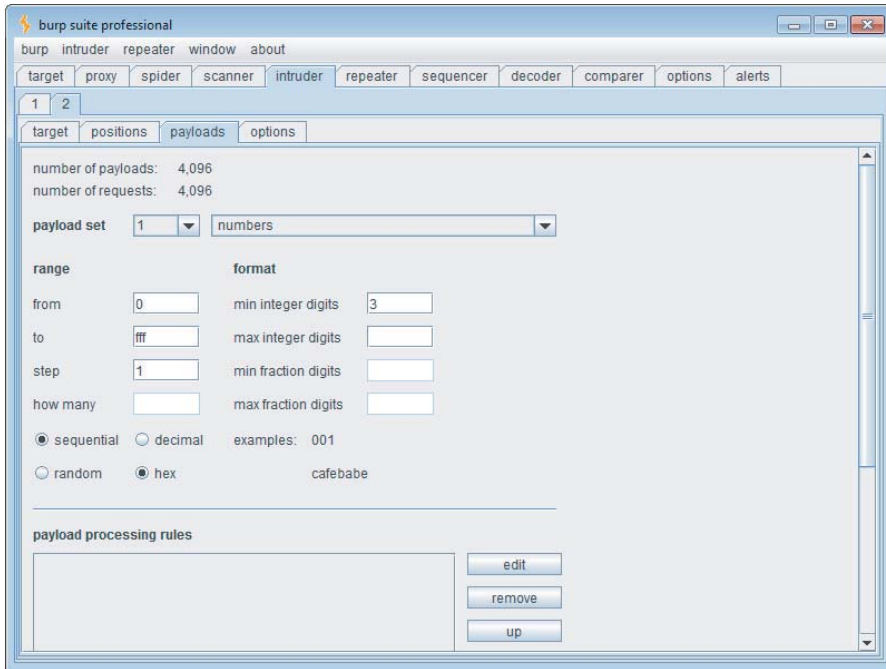 burp suite professional
burp intruder repeater window about
target proxy spider scanner intruder repeater sequencer decoder comparer options alerts
1 2
target positions payloads options
number of payloads: 4,096
number of requests: 4,096
payload set 1 numbers
range format
from 0 min integer digits 3
to fff max integer digits
step 1 min fraction digits
how many max fraction digits
sequential decimal examples: 001
random hex cafebabe
payload processing rules
edit
remove
up